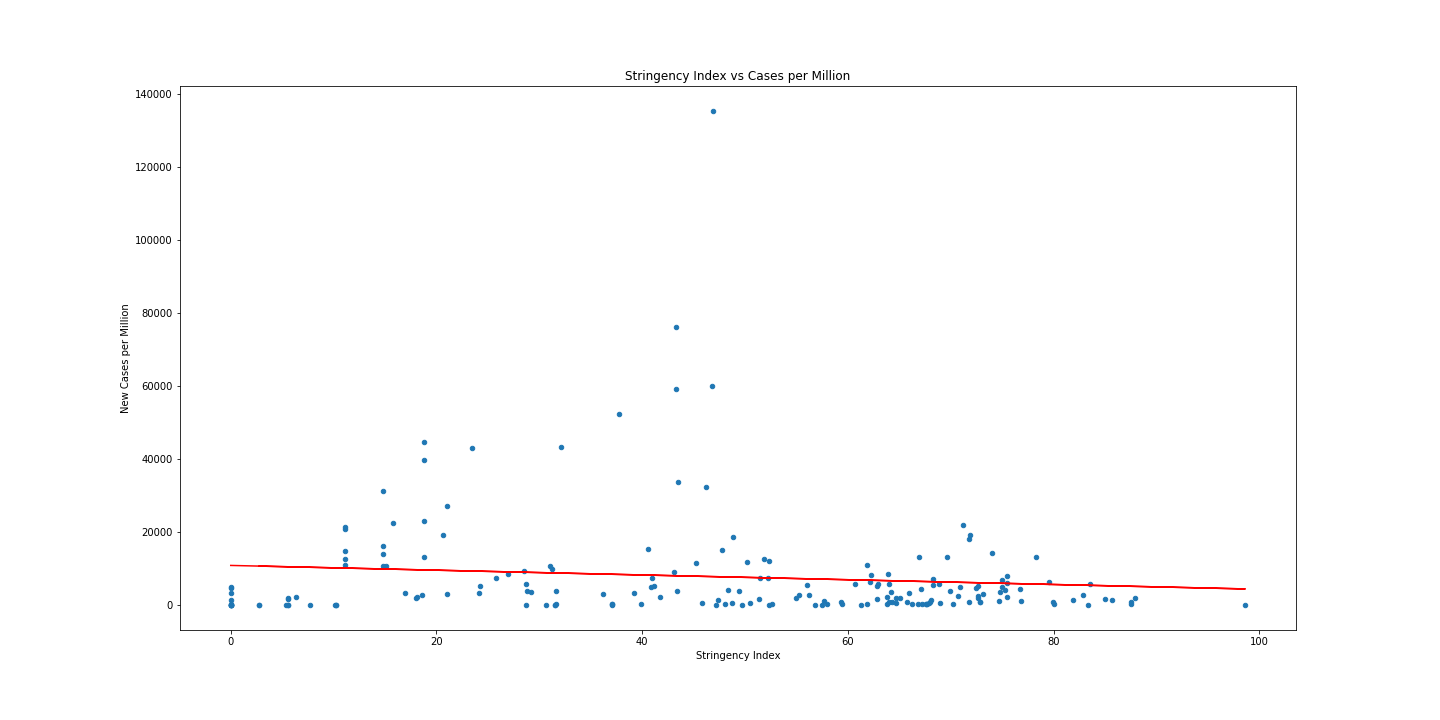 Stringency Index vs Cases per Million
140000
120000
100000
80000
60000
40000
20000
0
New Cases per Million
0 20 40 60 80 100
Stringency Index